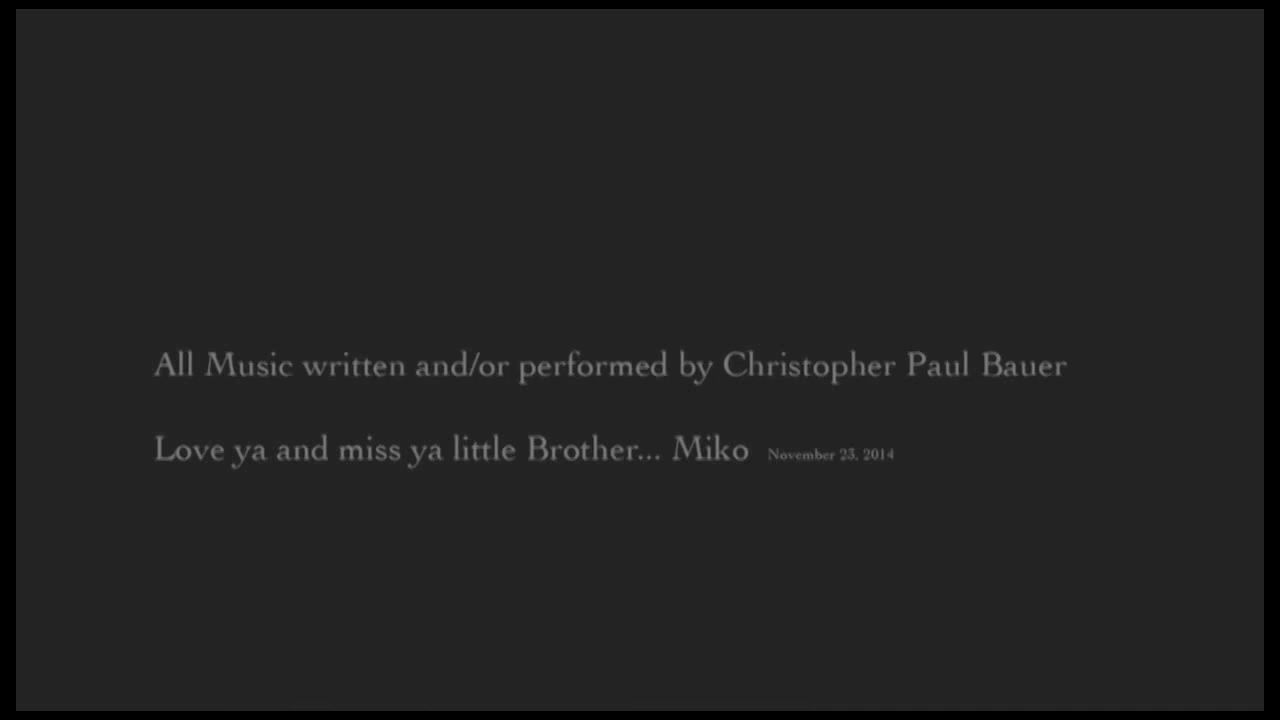 All Music written and/or performed by Christopher Paul Bauer
Love ya and miss ya little Brother... Miko November 23, 2014